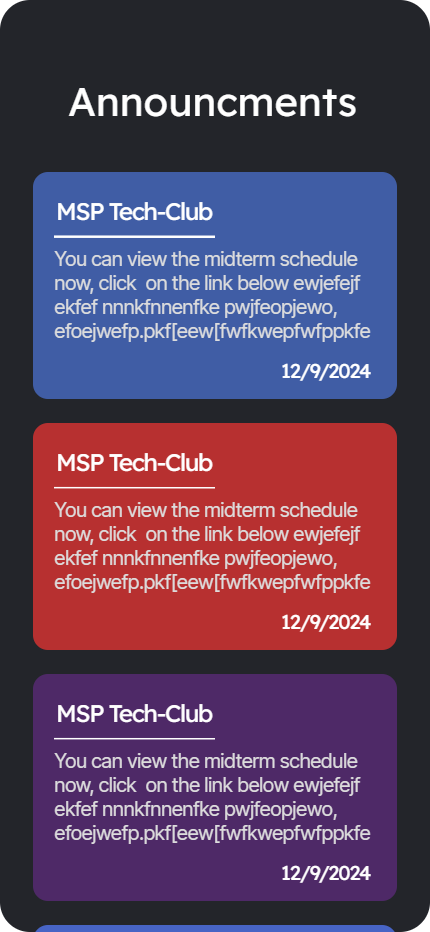 Announcments
MSP Tech-Club
You can view the midterm schedule
now, click  on the link below ewjefejf
ekfef nnnkfnnenfke pwjfeopjewo,
efoejwefp.pkf[eew[fwfkwepfwfppkfe
12/9/2024
MSP Tech-Club
You can view the midterm schedule
now, click  on the link below ewjefejf
ekfef nnnkfnnenfke pwjfeopjewo,
efoejwefp.pkf[eew[fwfkwepfwfppkfe
12/9/2024
MSP Tech-Club
You can view the midterm schedule
now, click  on the link below ewjefejf
ekfef nnnkfnnenfke pwjfeopjewo,
efoejwefp.pkf[eew[fwfkwepfwfppkfe
12/9/2024